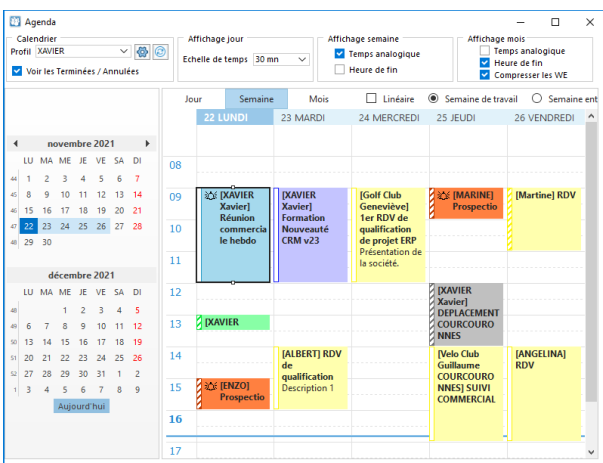 Agenda
Calendrier
Profil XAVIER
Voir les Terminées / Annulées
Affichage jour
Echelle de temps 30 mn
Affichage semaine
Temps analogique
Heure de fin
Affichage mois
Temps analogique
Heure de fin
Compresser les WE
Jour Semaine Mois Linéaire Semaine de travail Semaine ent
22 LUNDI 23 MARDI 24 MERCREDI 25 JEUDI 26 VENDREDI
novembre 2021
LU MA ME JE VE SA DI
44 1 2 3 4 5 6 7
45 8 9 10 11 12 13 14
46 15 16 17 18 19 20 21
47 22 23 24 25 26 27 28
48 29 30
décembre 2021
LU MA ME JE VE SA DI
48 1 2 3 4 5
49 6 7 8 9 10 11 12
50 13 14 15 16 17 18 19
51 20 21 22 23 24 25 26
52 27 28 29 30 31 1 2
1 3 4 5 6 7 8 9
Aujourd'hui
08
09
10
11
12
13
14
15
16
17
[XAVIER
Xavier]
Réunion
commercia
le hebdo
[XAVIER
[ENZO]
Prospectio
[XAVIER
Xavier]
Formation
Nouveauté
CRM v23
[ALBERT] RDV
de
qualification
Description 1
[Golf Club
Geneviève]
1er RDV de
qualification
de projet ERP
Présentation de
la société.
[MARINE]
Prospectio
[XAVIER
Xavier]
DEPLACEMENT
COURCOURO
NNES
[Velo Club
Guillaume
COURCOURO
NNES] SUIVI
COMMERCIAL
[Martine] RDV
[ANGELINA]
RDV